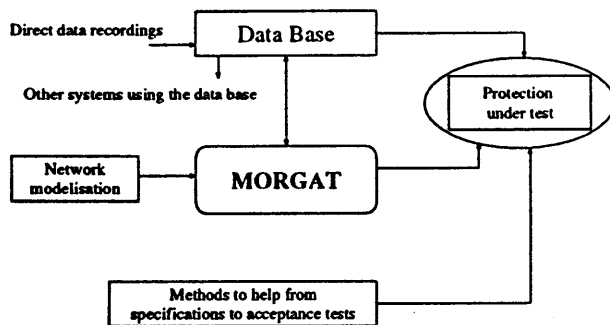 Direct data recordings
Data Base
Other systems using the data base
Protection
under test
Network
modelisation
MORGAT
Methods to help from
specifications to acceptance tests